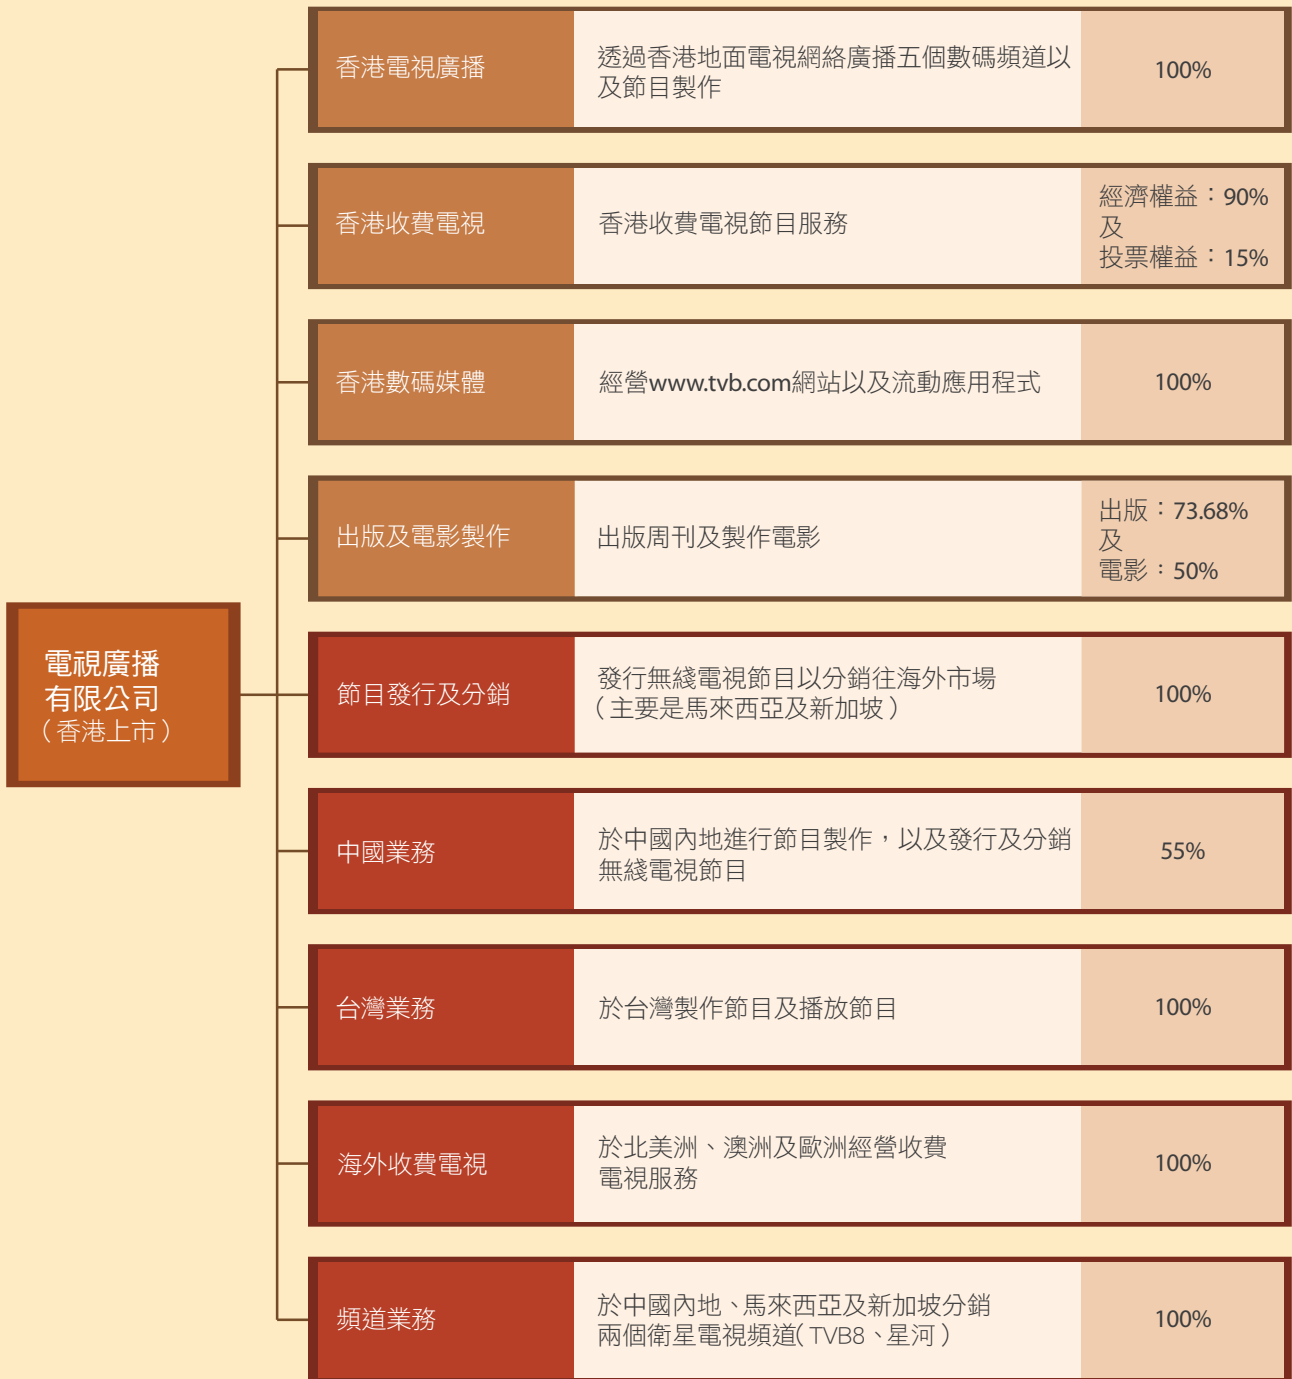 香港電視廣播
透過香港地面電視網絡廣播五個數碼頻道以
及節目製作
100%
香港收費電視
香港收費電視節目服務
經濟權益：90%
及
投票權益：15%
香港數碼媒體
經營www.tvb.com網站以及流動應用程式
100%
出版及電影製作
出版周刊及製作電影
出版：73.68%
及
電影：50%
電視廣播
有限公司
（香港上市）
節目發行及分銷
發行無綫電視節目以分銷往海外市場
（主要是馬來西亞及新加坡）
100%
中國業務
於中國內地進行節目製作，以及發行及分銷
無綫電視節目
55%
台灣業務
於台灣製作節目及播放節目
100%
海外收費電視
於北美洲、澳洲及歐洲經營收費
電視服務
100%
頻道業務
於中國內地、馬來西亞及新加坡分銷
兩個衛星電視頻道（TVB8、星河）
100%